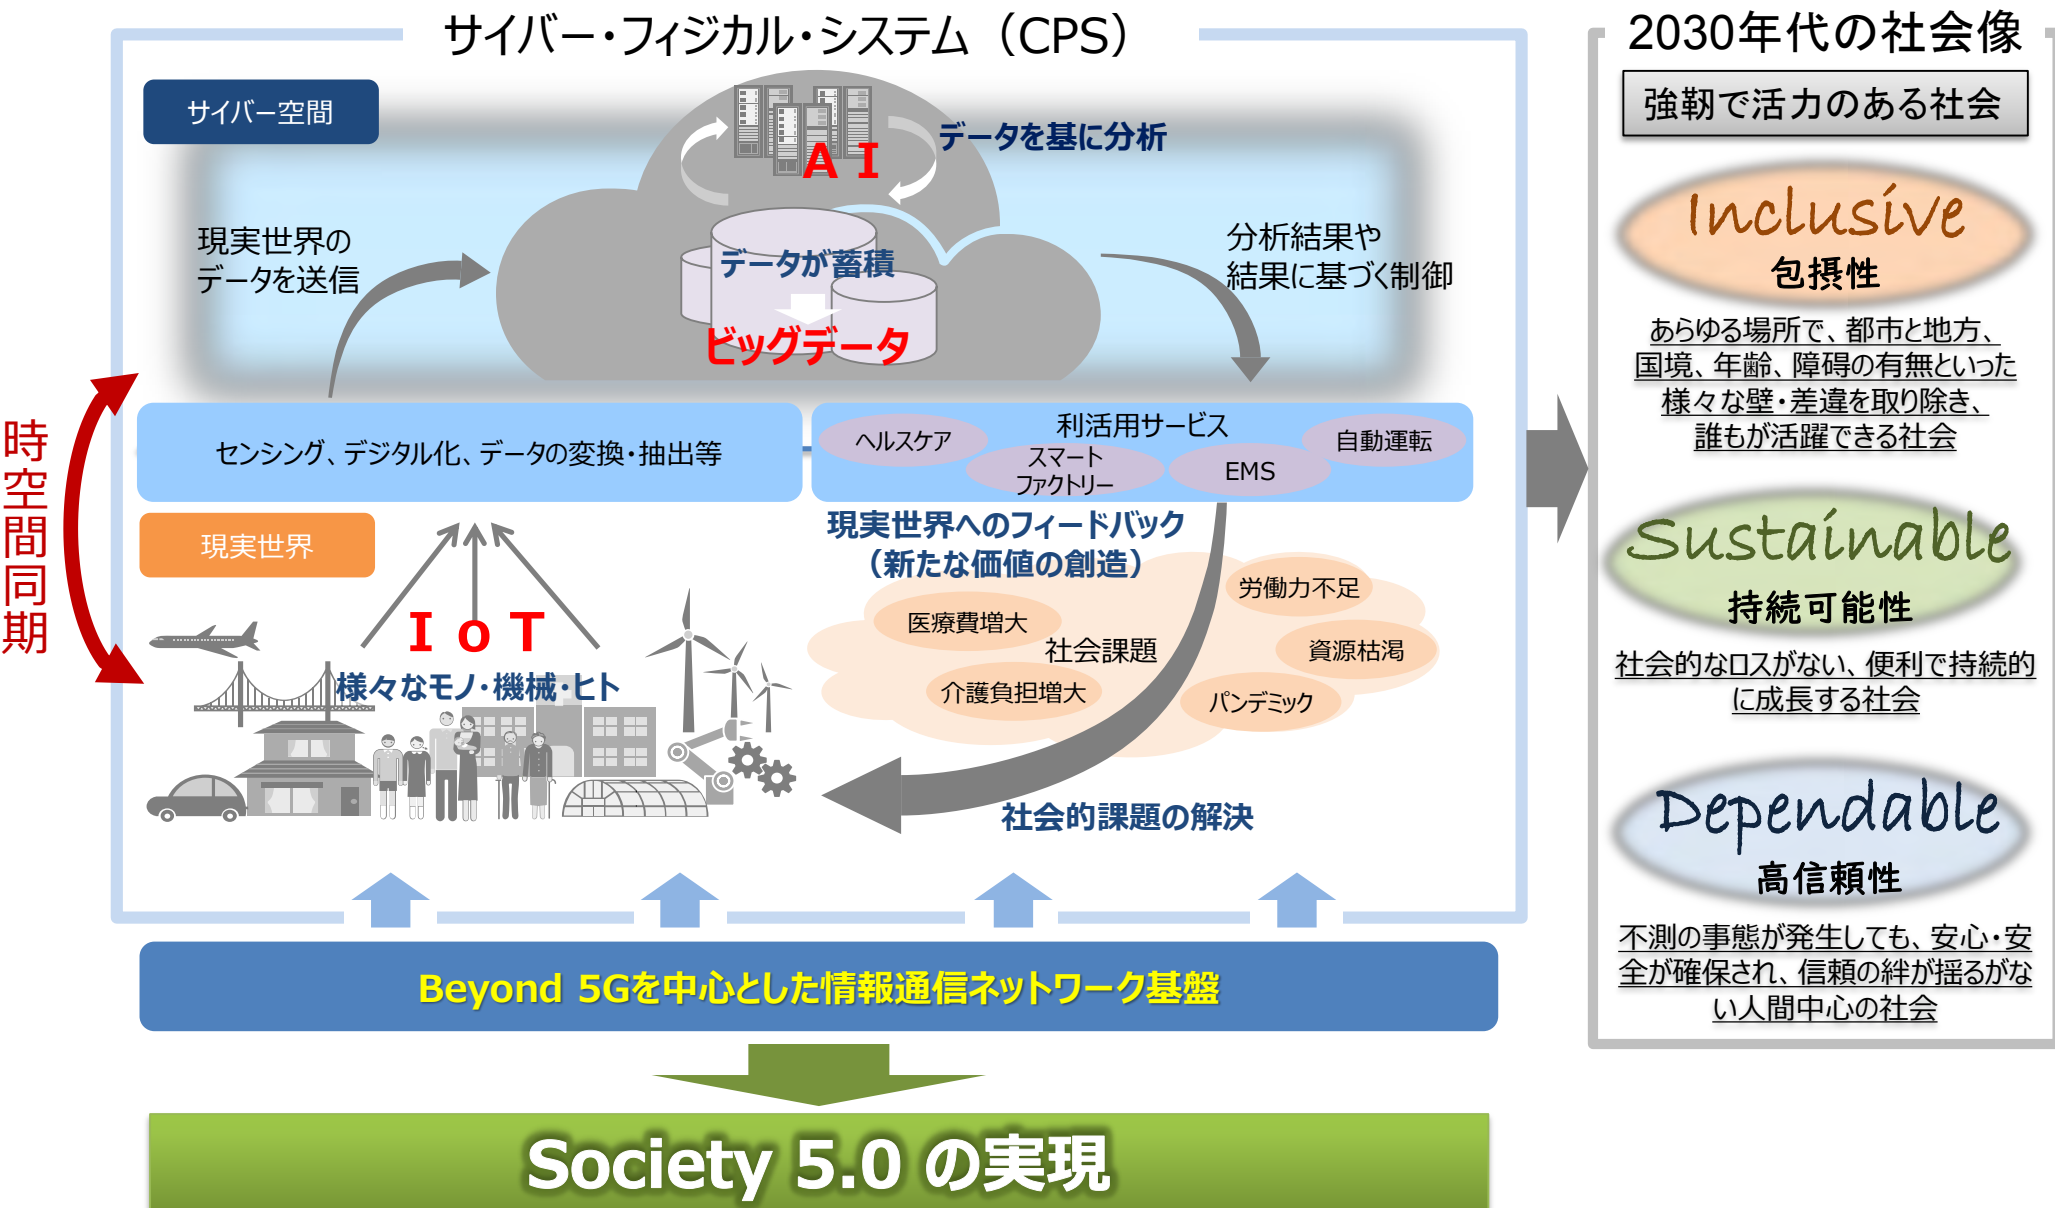 サイバー・フィジカル・システム（CPS）
サイバー空間
データを基に分析
ＡＩ
現実世界の
データを送信
データが蓄積
ビッグデータ
分析結果や
結果に基づく制御
時空間同期
センシング、デジタル化、データの変換・抽出等
利活用サービス
ヘルスケア
スマート
ファクトリー
EMS
自動運転
現実世界
現実世界へのフィードバック
（新たな価値の創造）
ＩｏＴ
様々なモノ・機械・ヒト
労働力不足
医療費増大
社会課題
資源枯渇
介護負担増大
パンデミック
社会的課題の解決
Beyond 5Gを中心とした情報通信ネットワーク基盤
Society 5.0 の実現
2030年代の社会像
強靭で活力のある社会
Inclusive
包摂性
あらゆる場所で、都市と地方、
国境、年齢、障碍の有無といった
様々な壁・差違を取り除き、
誰もが活躍できる社会
Sustainable
持続可能性
社会的なロスがない、便利で持続的
に成長する社会
Dependable
高信頼性
不測の事態が発生しても、安心・安
全が確保され、信頼の絆が揺るがな
い人間中心の社会